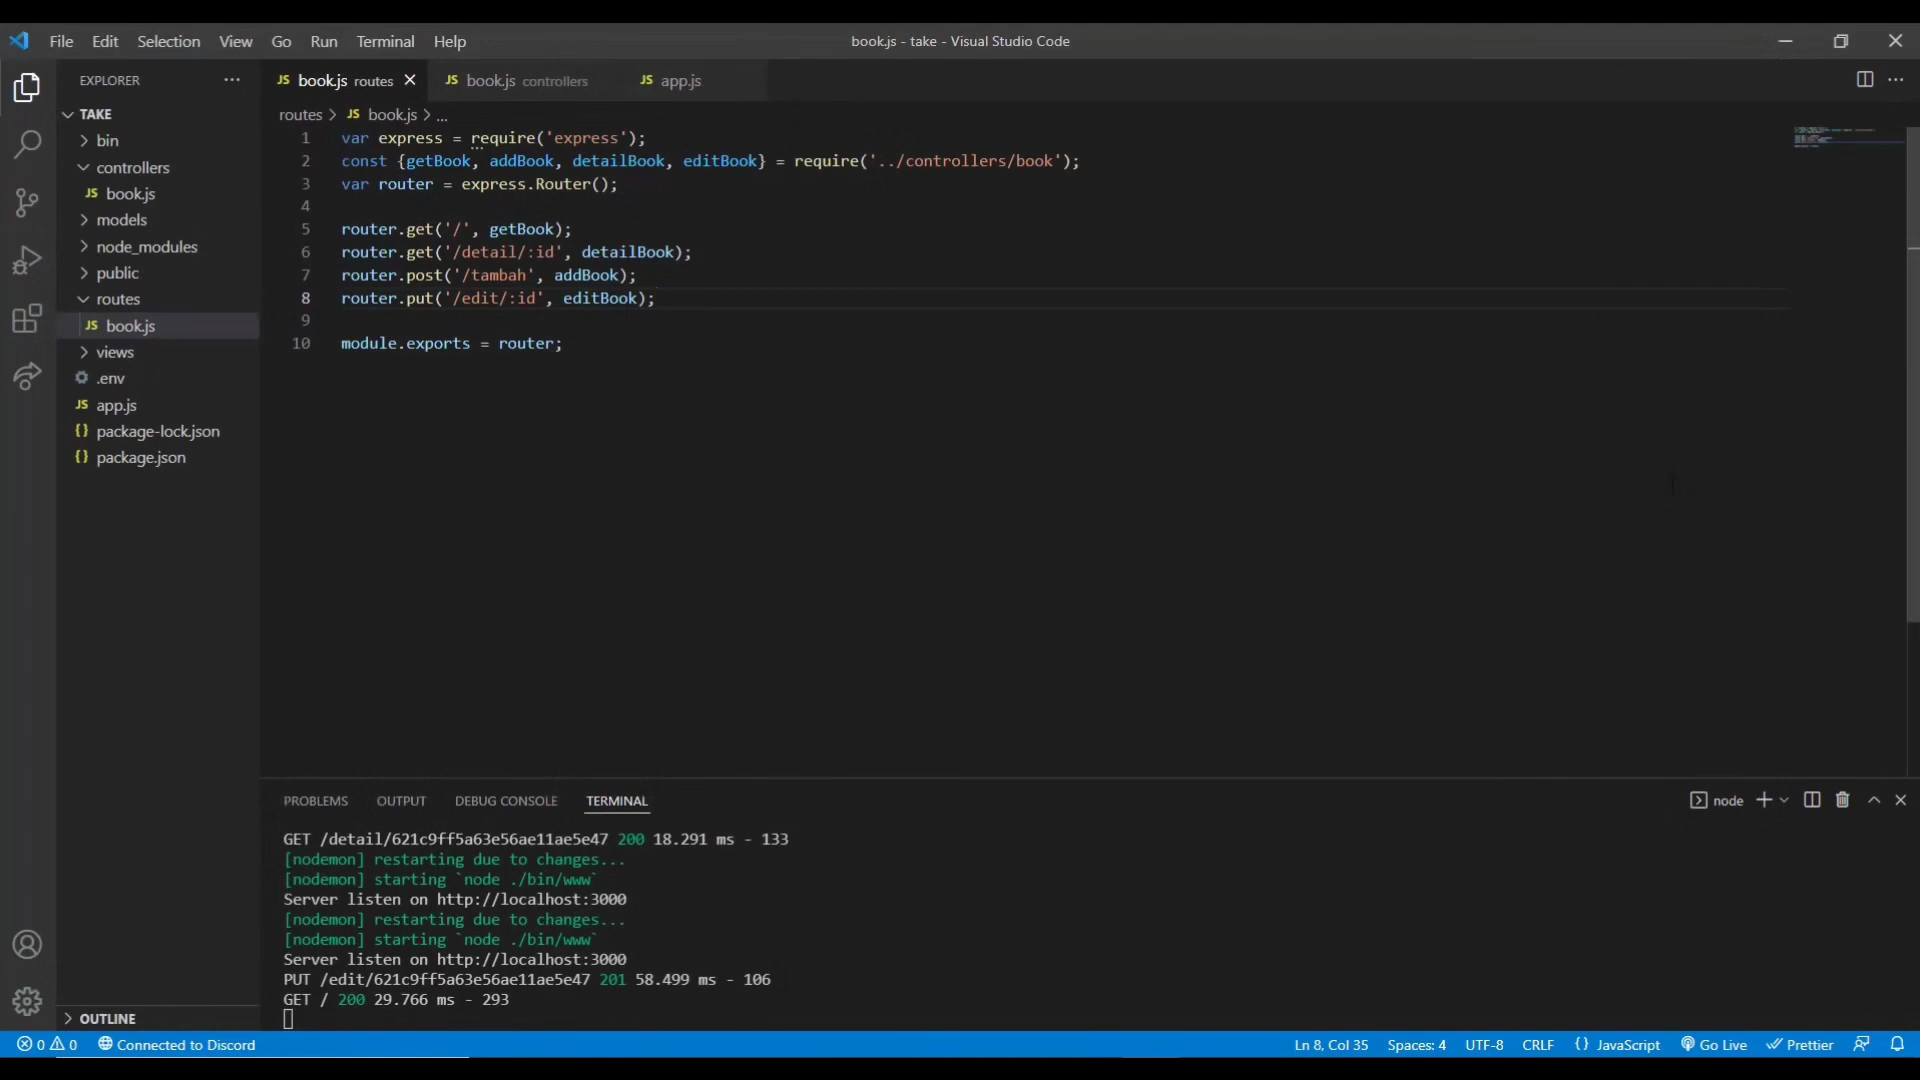 File Edit Selection View Go Run Terminal Help
book.js - take - Visual Studio Code
EXPLORER ...
TAKE
bin
controllers
JS book.js
models
node_modules
public
routes
JS book.js
views
.env
JS app.js
{} package-lock.json
{} package.json
OUTLINE
JS book.js routes
JS book.js controllers
JS app.js
routes > JS book.js > ...
1 var express = require('express');
2 const {getBook, addBook, detailBook, editBook} = require('../controllers/book');
3 var router = express.Router();
4
5 router.get('/', getBook);
6 router.get('/detail/:id', detailBook);
7 router.post('/tambah', addBook);
8 router.put('/edit/:id', editBook);
9
10 module.exports = router;
PROBLEMS OUTPUT DEBUG CONSOLE TERMINAL
node
GET /detail/621c9ff5a63e56ae11ae5e47 200 18.291 ms - 133
[nodemon] restarting due to changes...
[nodemon] starting `node ./bin/www`
Server listen on http://localhost:3000
[nodemon] restarting due to changes...
[nodemon] starting `node ./bin/www`
Server listen on http://localhost:3000
PUT /edit/621c9ff5a63e56ae11ae5e47 201 58.499 ms - 106
GET / 200 29.766 ms - 293
0 0 Connected to Discord
Ln 8, Col 35 Spaces: 4 UTF-8 CRLF {} JavaScript Go Live Prettier